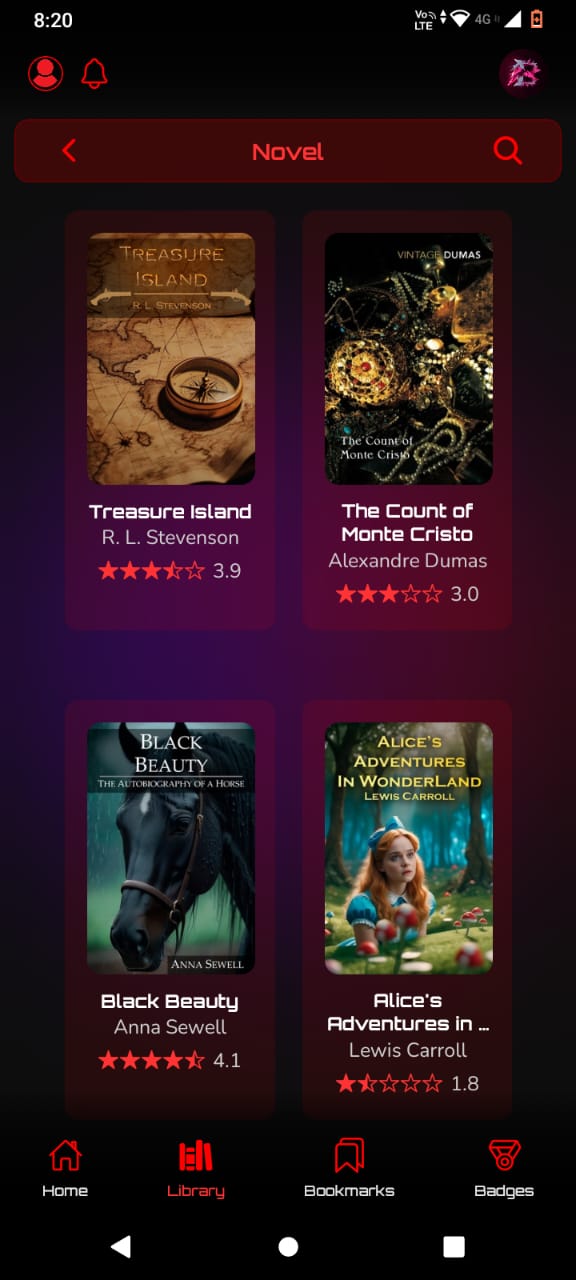 8:20
Vo
LTE
4G
Novel
TREASURE
ISLAND
R. L. STEVENSON
VINTAGE DUMAS
The Count of
Monte Cristo
Treasure Island
R. L. Stevenson
3.9
The Count of
Monte Cristo
Alexandre Dumas
3.0
BLACK
BEAUTY
THE AUTOBIOGRAPHY OF A HORSE
ANNA SEWELL
ALICE'S
ADVENTURES
IN WONDERLAND
LEWIS CARROLL
Black Beauty
Anna Sewell
4.1
Alice's
Adventures in ...
Lewis Carroll
1.8
Home
Library
Bookmarks
Badges